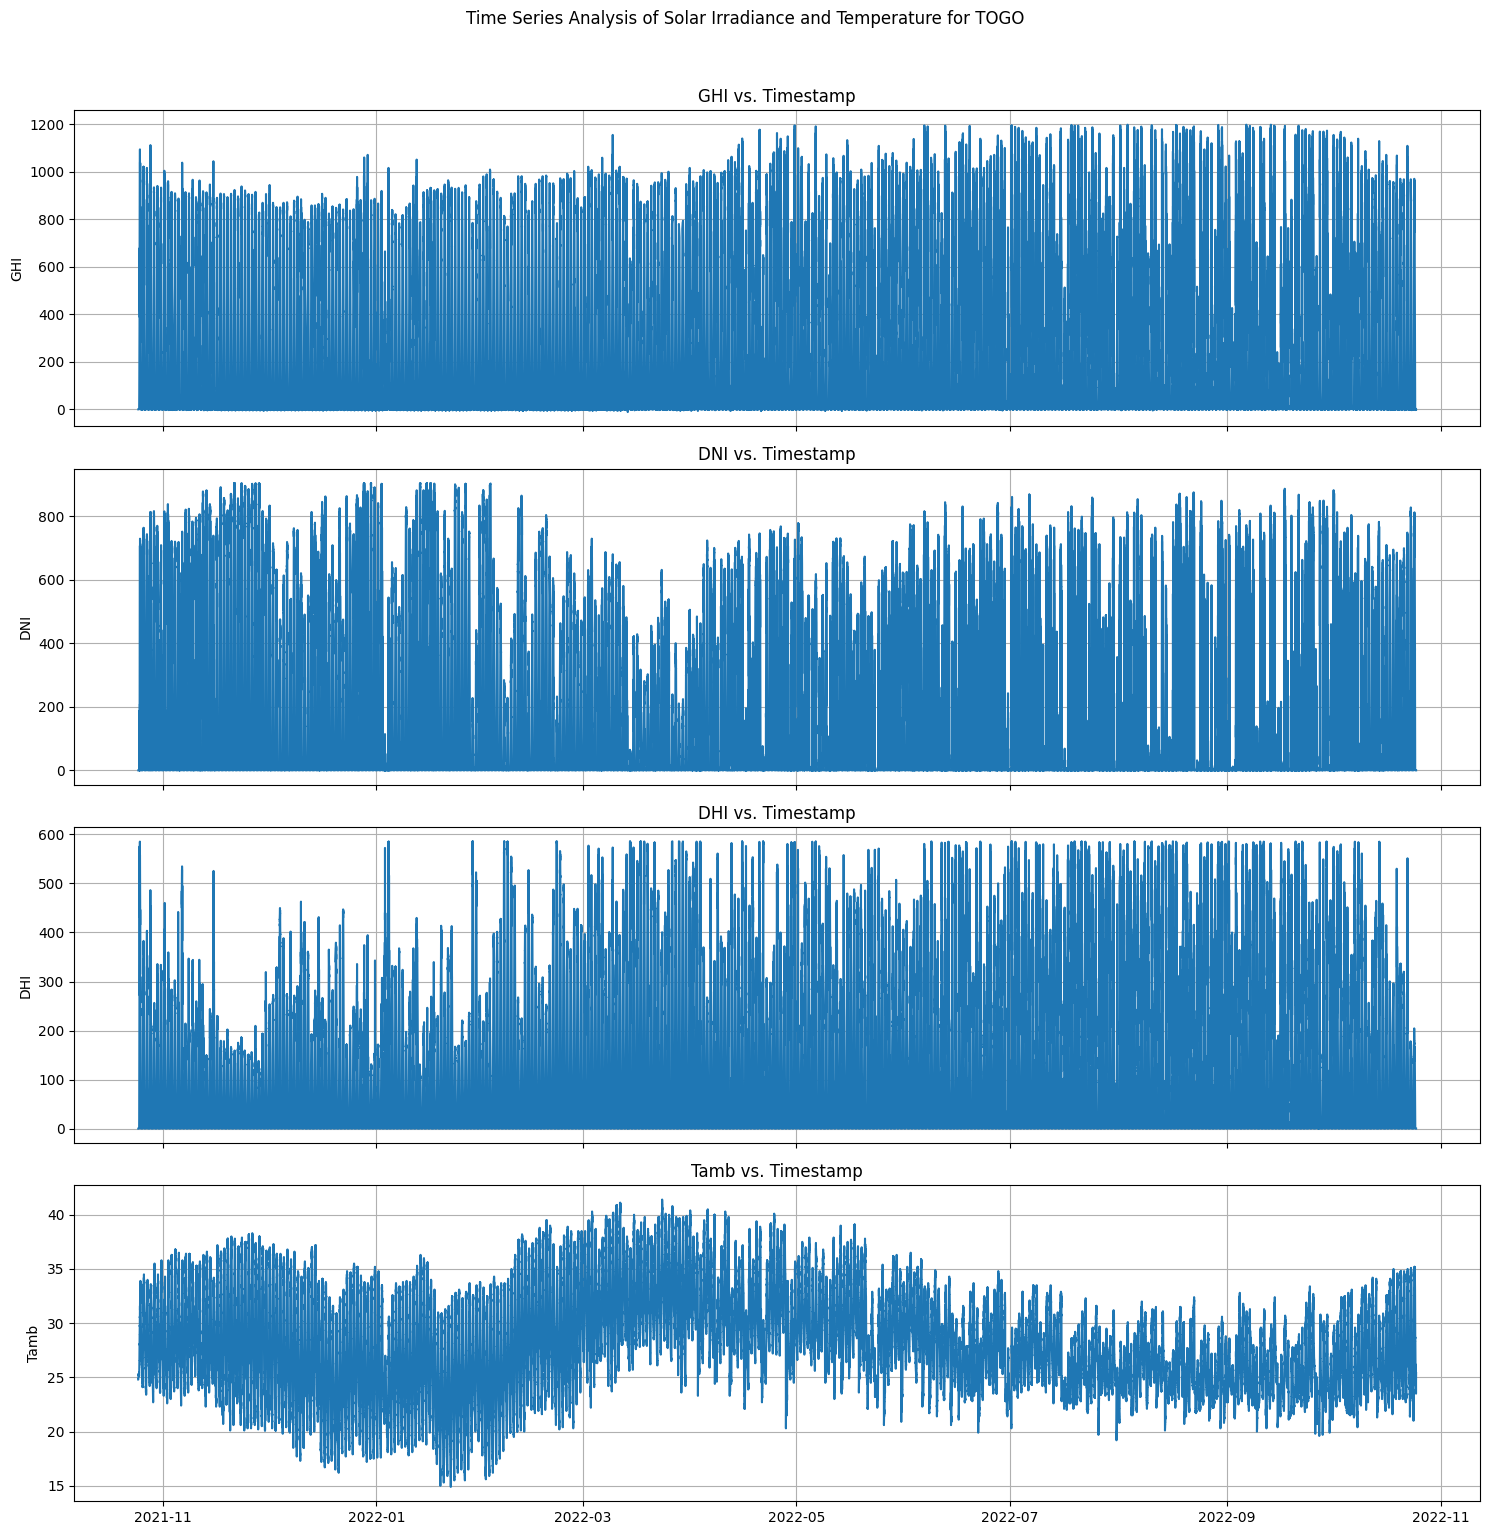 Time Series Analysis of Solar Irradiance and Temperature for TOGO
GHI vs. Timestamp
1200
1000
800
600
400
200
0
GHI
DNI vs. Timestamp
800
600
400
200
0
DNI
DHI vs. Timestamp
600
500
400
300
200
100
0
DHI
Tamb vs. Timestamp
40
35
30
25
20
15
Tamb
2021-11 2022-01 2022-03 2022-05 2022-07 2022-09 2022-11